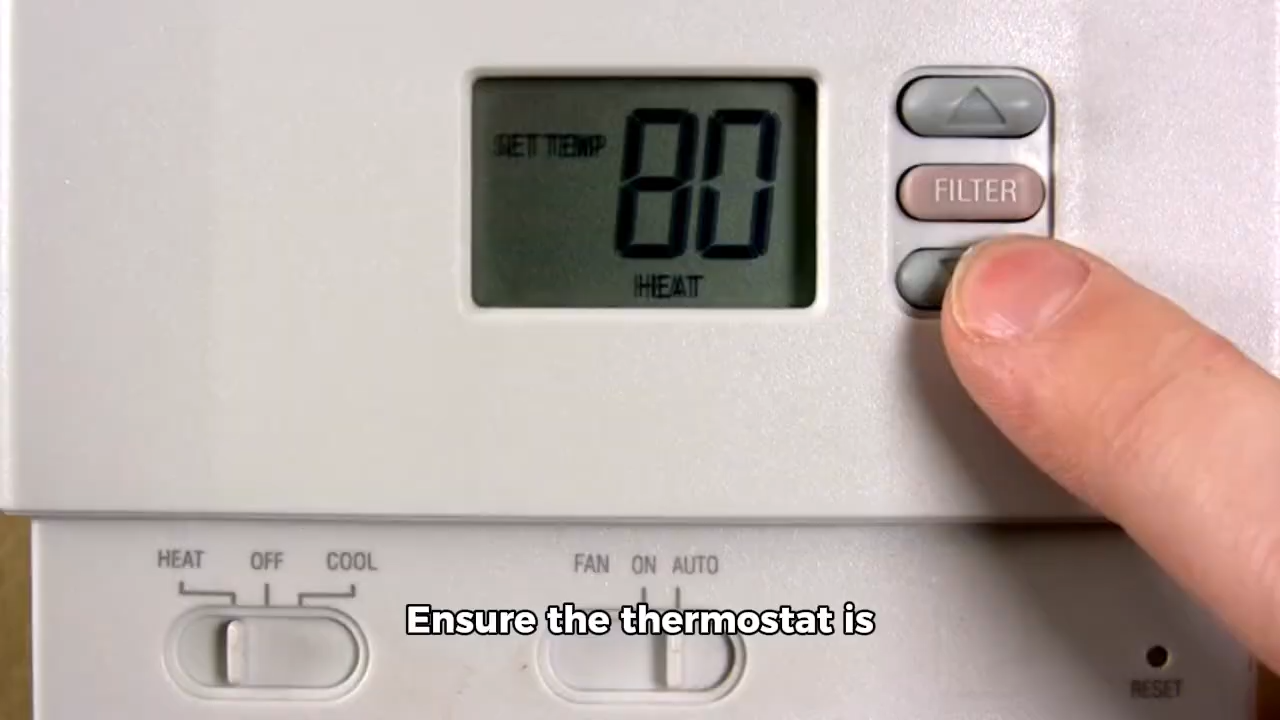 SET TEMP 80
HEAT
FILTER
HEAT OFF COOL
FAN ON AUTO
Ensure the thermostat is
RESET